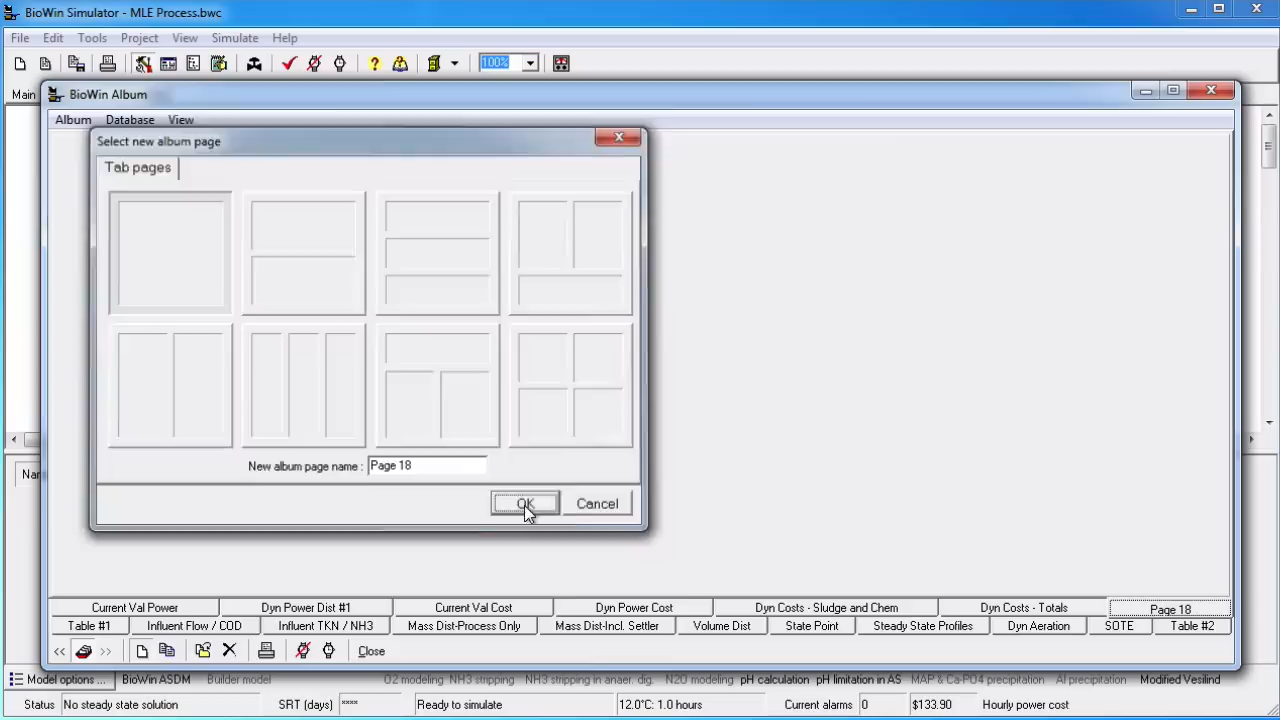 BioWin Simulator - MLE Process.bwc
File Edit Tools Project View Simulate Help
100%
Main
BioWin Album
Album Database View
Select new album page
Tab pages
New album page name : Page 18
OK Cancel
Current Val Power Dyn Power Dist #1 Current Val Cost Dyn Power Cost Dyn Costs - Sludge and Chem Dyn Costs - Totals Page 18
Table #1 Influent Flow / COD Influent TKN / NH3 Mass Dist-Process Only Mass Dist-Incl. Settler Volume Dist State Point Steady State Profiles Dyn Aeration SOTE Table #2
<< >> Close
Model options ... BioWin ASDM Builder model O2 modeling NH3 stripping NH3 stripping in anaer. dig. N2O modeling pH calculation pH limitation in AS MAP & Ca-PO4 precipitation Al precipitation Modified Vesilind
Status No steady state solution SRT (days) **** Ready to simulate 12.0°C: 1.0 hours Current alarms 0 $133.90 Hourly power cost